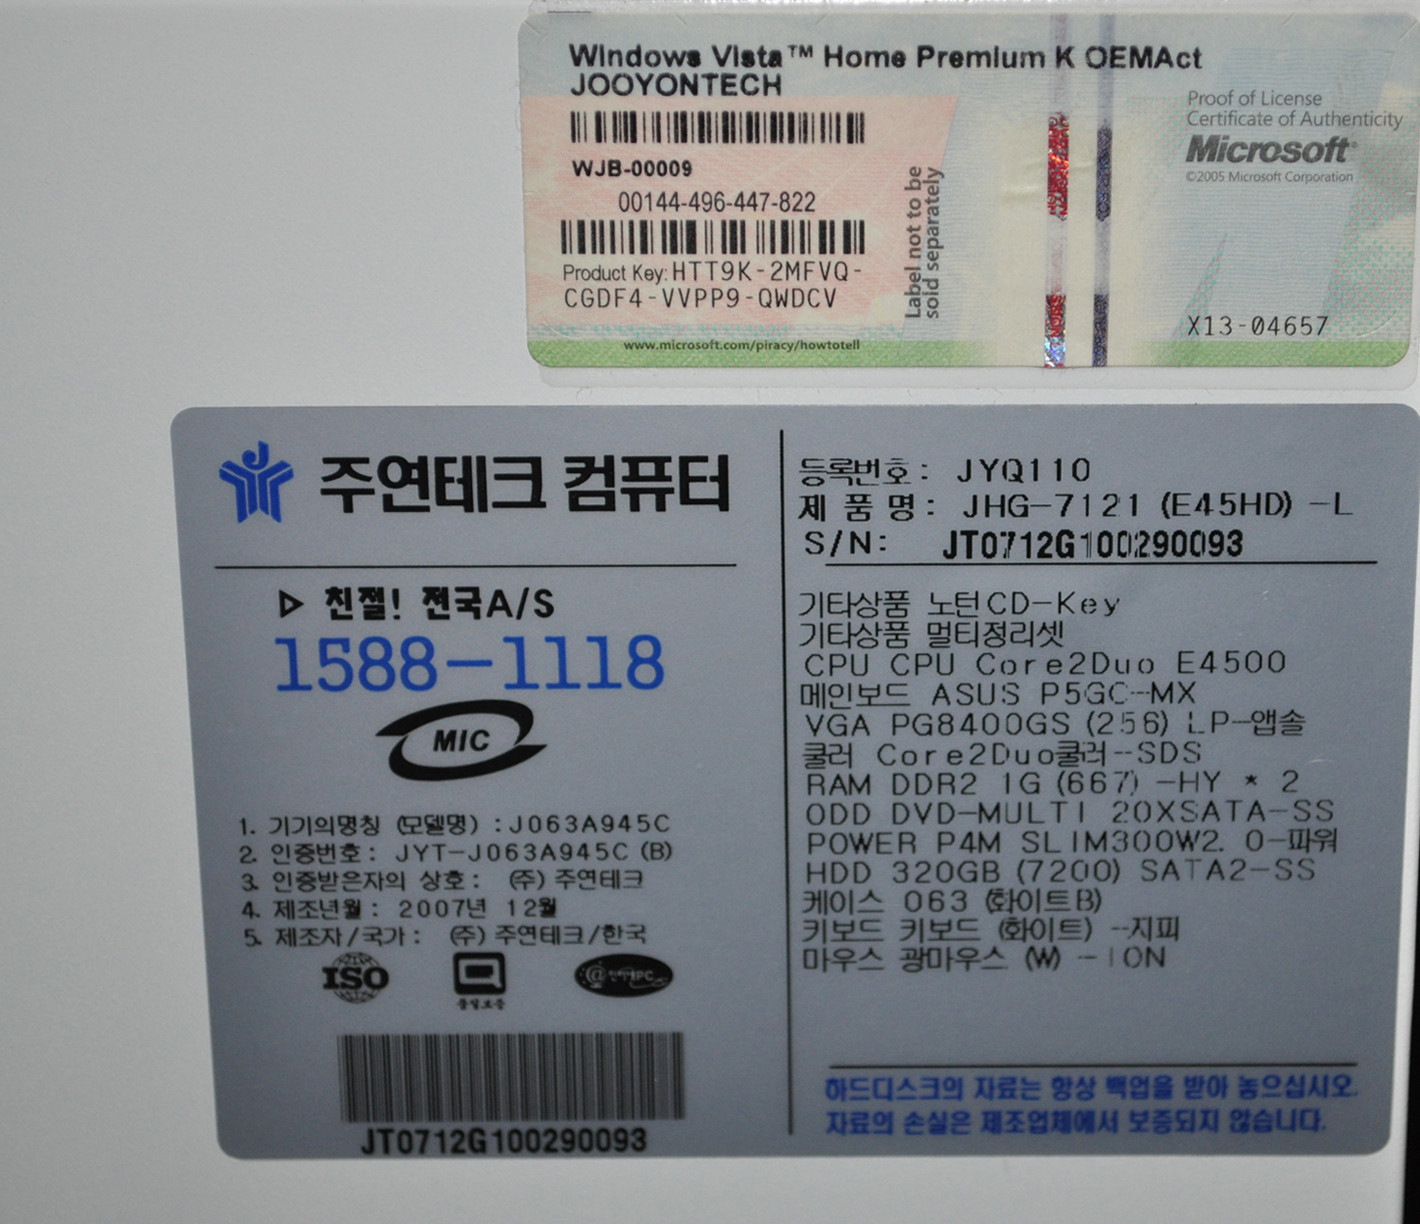 Windows Vista™ Home Premium K OEMAct
JOOYONTECH
WJB-00009
00144-496-447-822
Product Key: HTT9K-2MFVQ-
CGDF4-VVPP9-QWDCV
www.microsoft.com/piracy/howtotell
Label not to be
sold separately
Proof of License
Certificate of Authenticity
Microsoft®
©2005 Microsoft Corporation
X13-04657
주연테크 컴퓨터
▷ 친절! 전국A/S
1588-1118
MIC
1. 기기의명칭 (모델명) : J063A945C
2. 인증번호 : JYT-J063A945C (B)
3. 인증받은자의 상호 : (주) 주연테크
4. 제조년월 : 2007년 12월
5. 제조자/국가 : (주) 주연테크/한국
ISO
품질보증
JT0712G100290093
등록번호 : JYQ110
제 품 명 : JHG-7121 (E45HD) -L
S/N: JT0712G100290093
기타상품 노턴CD-Key
기타상품 멀티정리셋
CPU CPU Core2Duo E4500
메인보드 ASUS P5GC-MX
VGA PG8400GS (256) LP-앱솔
쿨러 Core2Duo쿨러-SDS
RAM DDR2 1G (667) -HY * 2
ODD DVD-MULTI 20XSATA-SS
POWER P4M SLIM300W2. 0-파워
HDD 320GB (7200) SATA2-SS
케이스 063 (화이트B)
키보드 키보드 (화이트) -지피
마우스 광마우스 (W) -ION
하드디스크의 자료는 항상 백업을 받아 놓으십시오.
자료의 손실은 제조업체에서 보증되지 않습니다.